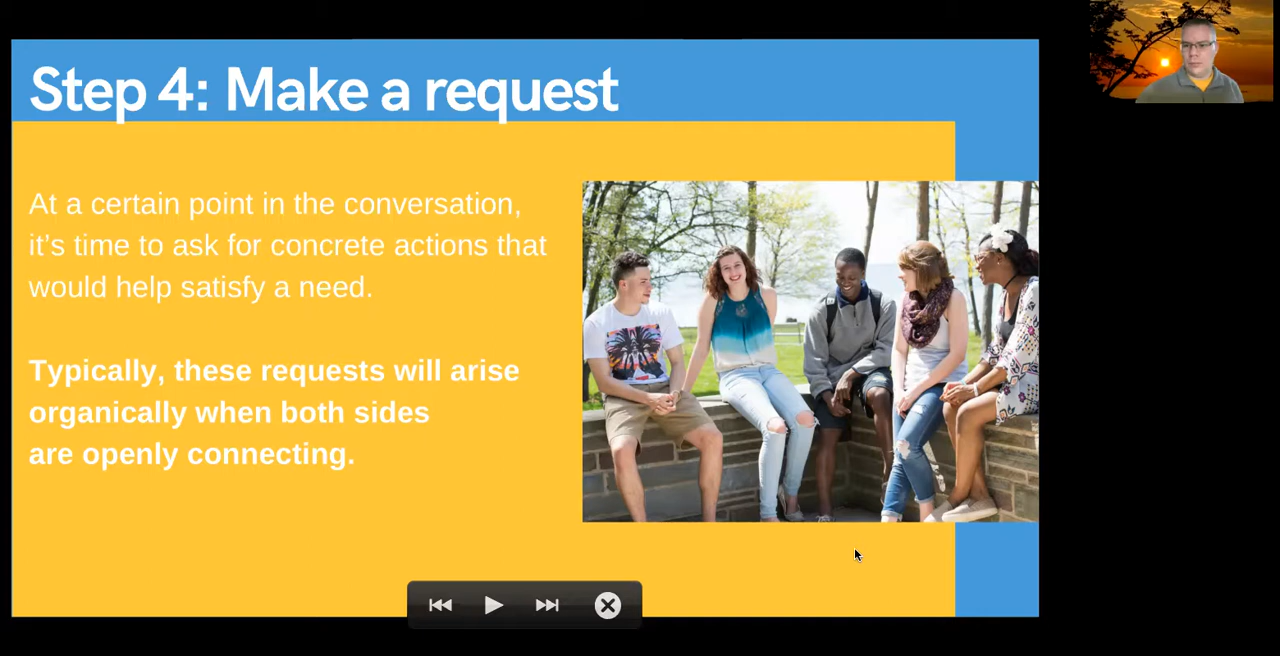 Step 4: Make a request
At a certain point in the conversation,
it’s time to ask for concrete actions that
would help satisfy a need.
Typically, these requests will arise
organically when both sides
are openly connecting.